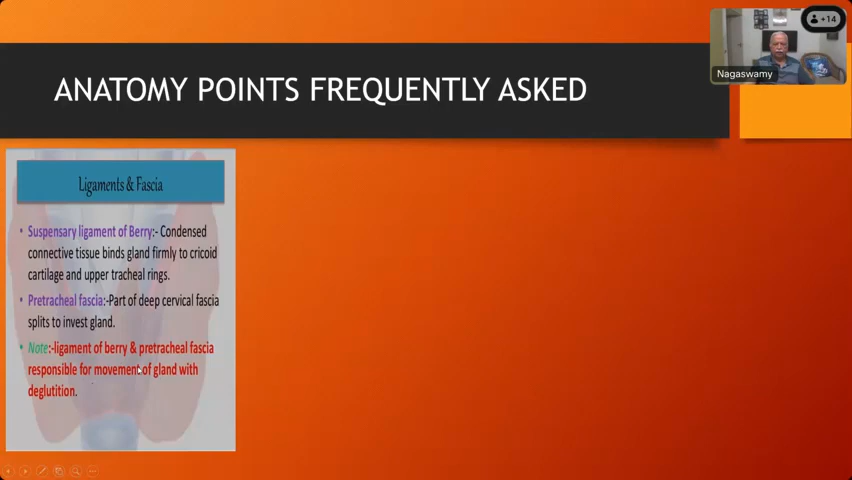 +14
Nagaswamy
ANATOMY POINTS FREQUENTLY ASKED
Ligaments & Fascia
• Suspensary ligament of Berry:- Condensed
connective tissue binds gland firmly to cricoid
cartilage and upper tracheal rings.
• Pretracheal fascia:-Part of deep cervical fascia
splits to invest gland.
• Note:-ligament of berry & pretracheal fascia
responsible for movement of gland with
deglutition.